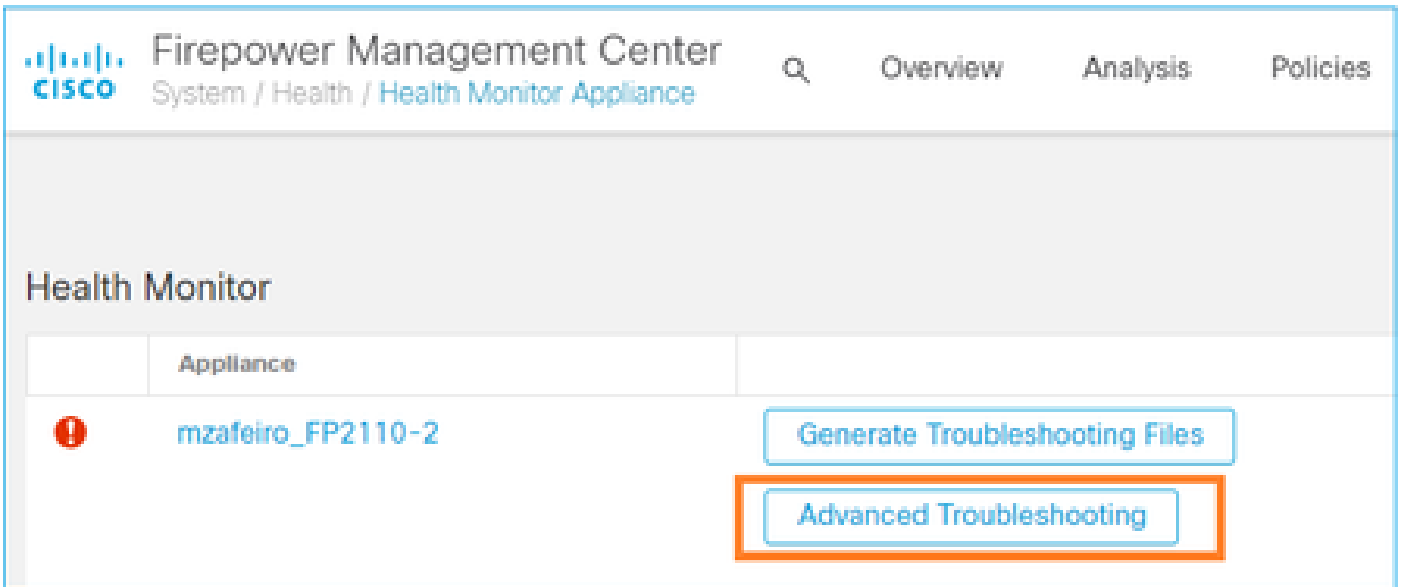 CISCO
Firepower Management Center
System / Health / Health Monitor Appliance
Overview
Analysis
Policies
Health Monitor
Appliance
mzafeiro_FP2110-2
Generate Troubleshooting Files
Advanced Troubleshooting